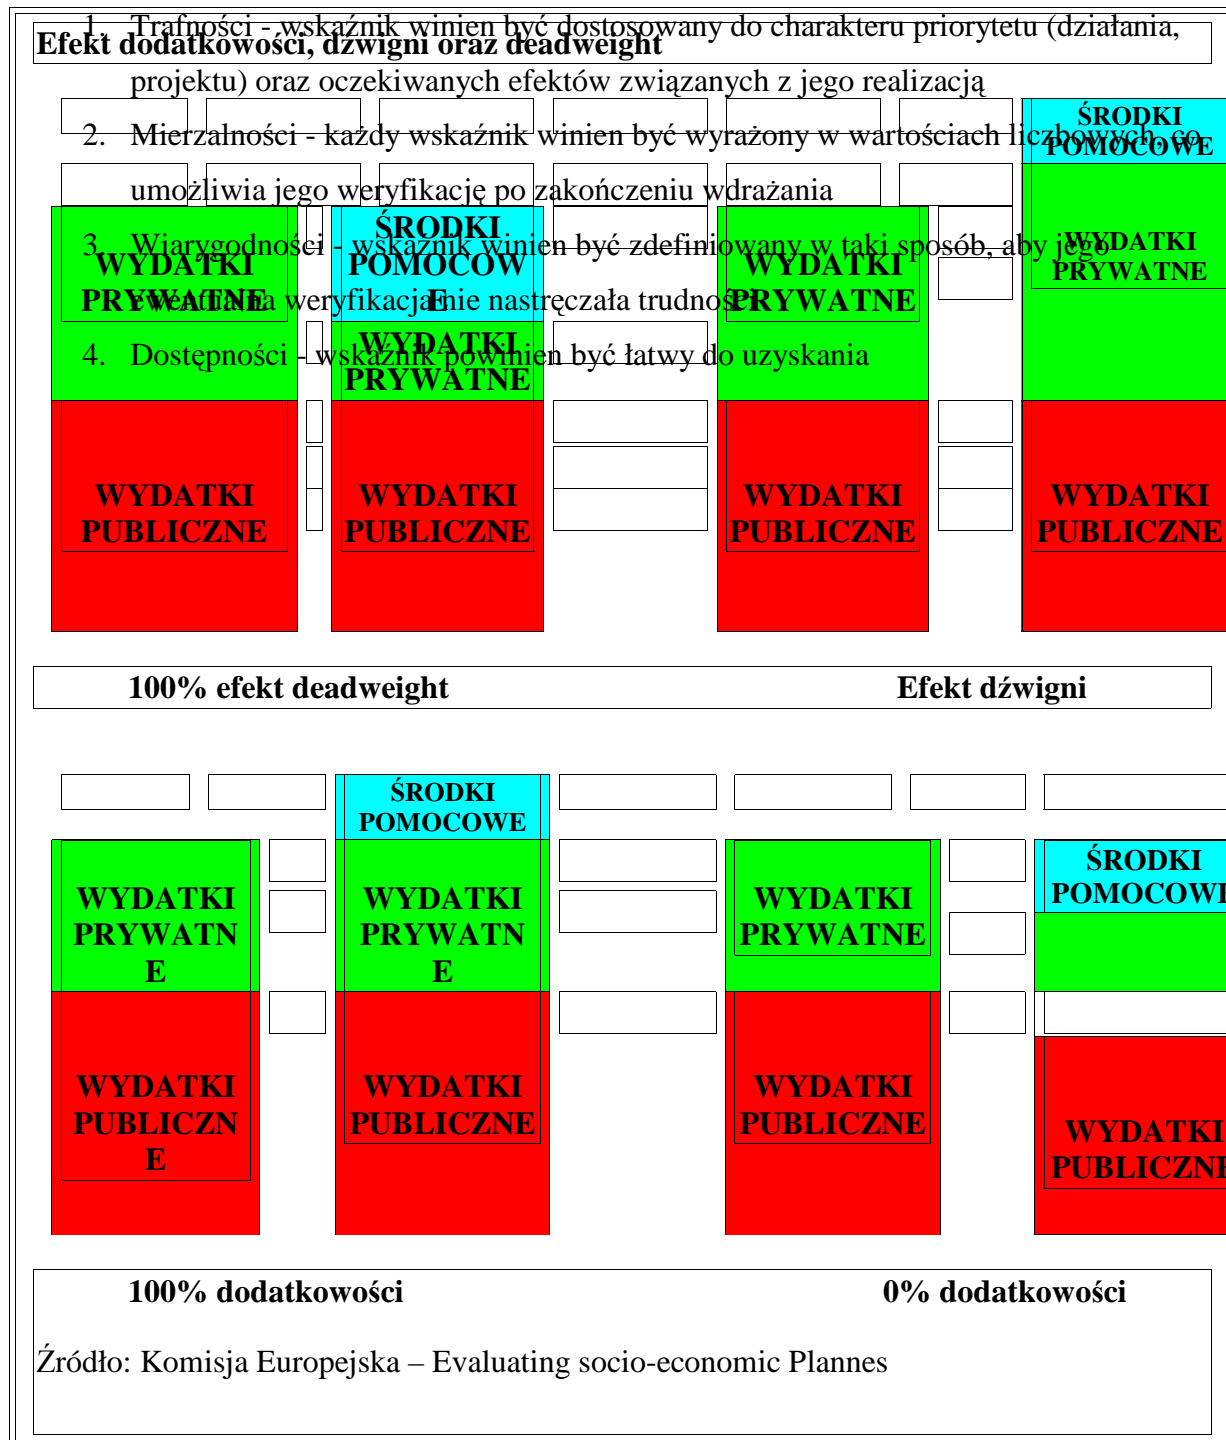 1. Trafności - wskaźnik winien być dostosowany do charakteru priorytetu (działania,
Efekt dodatkowości, dźwigni oraz deadweight
projektu) oraz oczekiwanych efektów związanych z jego realizacją
2. Mierzalności - każdy wskaźnik winien być wyrażony w wartościach liczbowych, co
umożliwia jego weryfikację po zakończeniu wdrażania
3. Wiarygodności - wskaźnik winien być zdefiniowany w taki sposób, aby jego
ewentualna weryfikacja nie nastręczała trudności
4. Dostępności - wskaźnik powinien być łatwy do uzyskania
WYDATKI
PRYWATNE
WYDATKI
PUBLICZNE
ŚRODKI
POMOCOW
E
WYDATKI
PRYWATNE
WYDATKI
PUBLICZNE
WYDATKI
PRYWATNE
WYDATKI
PUBLICZNE
ŚRODKI
POMOCOWE
WYDATKI
PRYWATNE
WYDATKI
PUBLICZNE
100% efekt deadweight Efekt dźwigni
WYDATKI
PRYWATN
E
WYDATKI
PUBLICZN
E
ŚRODKI
POMOCOWE
WYDATKI
PRYWATN
E
WYDATKI
PUBLICZNE
WYDATKI
PRYWATNE
WYDATKI
PUBLICZNE
ŚRODKI
POMOCOWE
WYDATKI
PUBLICZNE
100% dodatkowości 0% dodatkowości
Źródło: Komisja Europejska – Evaluating socio-economic Plannes